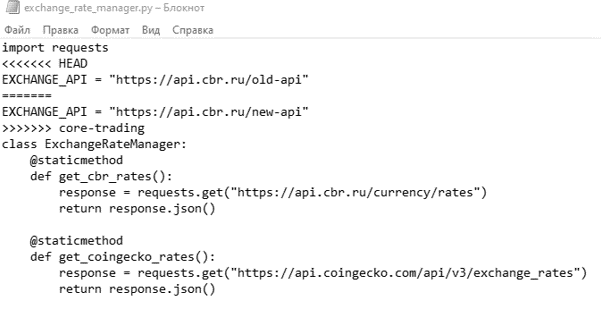 exchange_rate_manager.py – Блокнот
Файл Правка Формат Вид Справка
import requests
<<<<<<< HEAD
EXCHANGE_API = "https://api.cbr.ru/old-api"
=======
EXCHANGE_API = "https://api.cbr.ru/new-api"
>>>>>>> core-trading
class ExchangeRateManager:
    @staticmethod
    def get_cbr_rates():
        response = requests.get("https://api.cbr.ru/currency/rates")
        return response.json()

    @staticmethod
    def get_coingecko_rates():
        response = requests.get("https://api.coingecko.com/api/v3/exchange_rates")
        return response.json()